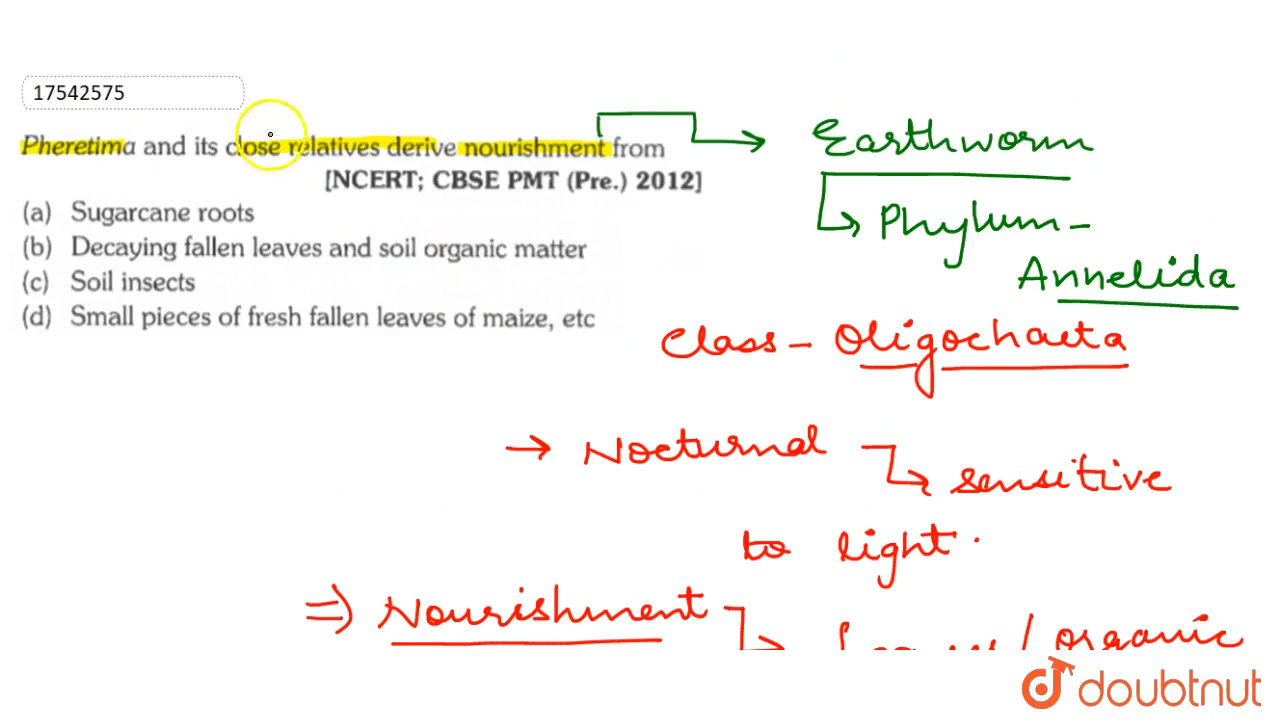 17542575
Pheretima and its close relatives derive nourishment from
[NCERT; CBSE PMT (Pre.) 2012]
(a) Sugarcane roots
(b) Decaying fallen leaves and soil organic matter
(c) Soil insects
(d) Small pieces of fresh fallen leaves of maize, etc
Earthworm
Phylum -
Annelida
Class - Oligochaeta
→ Nocturnal
sensitive
to light.
⇒ Nourishment
/ organic
doubtnut